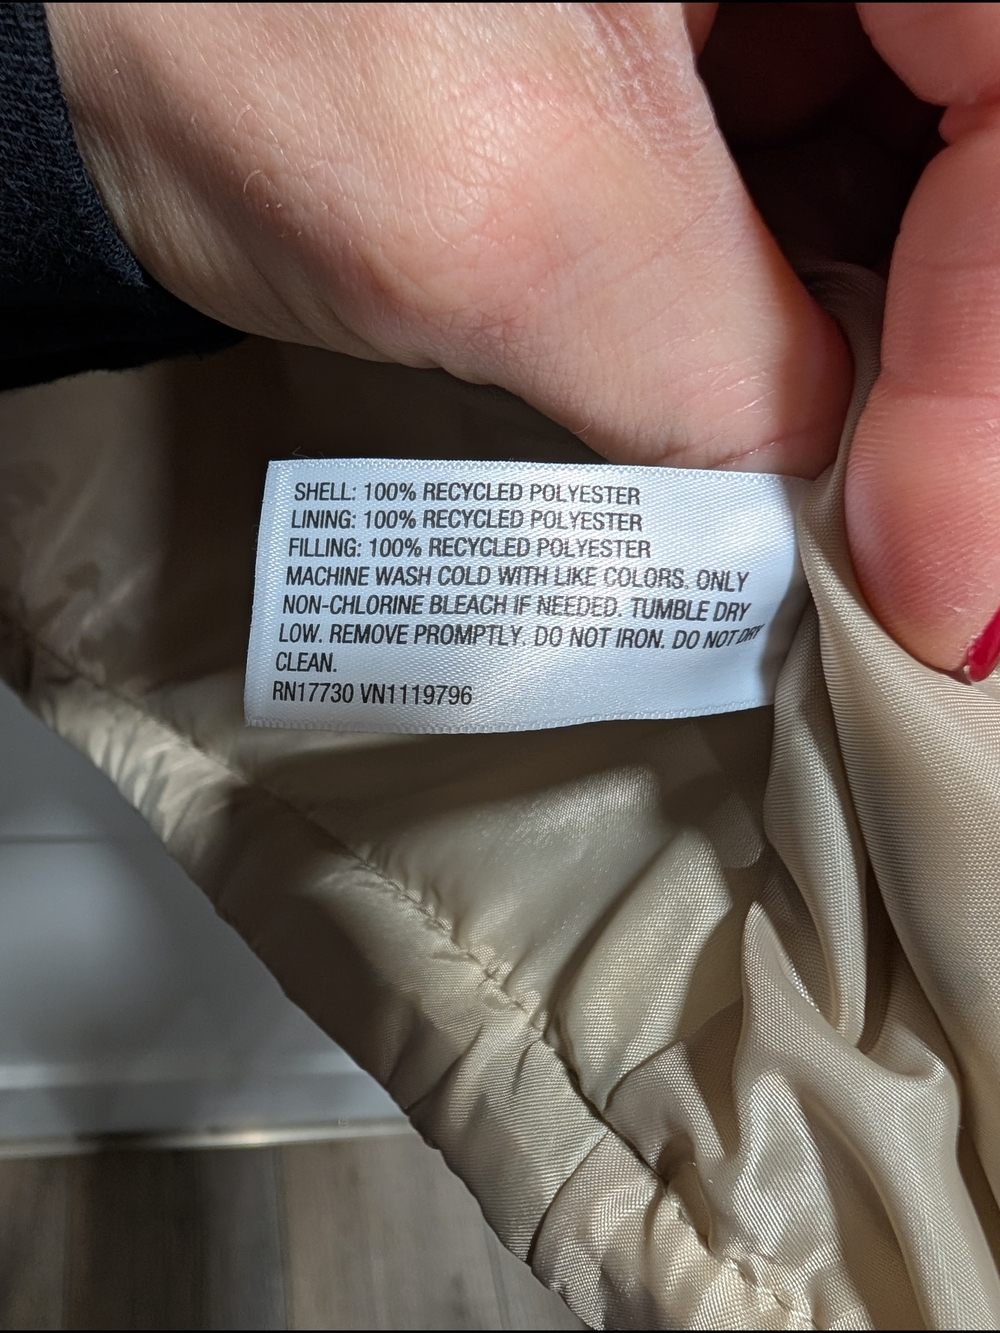 SHELL: 100% RECYCLED POLYESTER
LINING: 100% RECYCLED POLYESTER
FILLING: 100% RECYCLED POLYESTER
MACHINE WASH COLD WITH LIKE COLORS. ONLY
NON-CHLORINE BLEACH IF NEEDED. TUMBLE DRY
LOW. REMOVE PROMPTLY. DO NOT IRON. DO NOT DRY
CLEAN.
RN17730 VN1119796